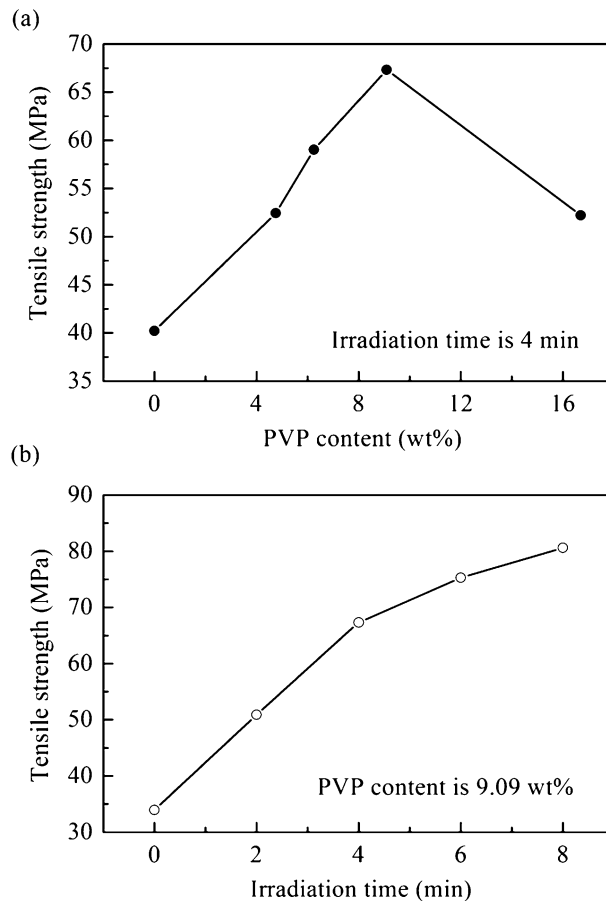 (a)
70
65
60
55
50
45
40
35
Tensile strength (MPa)
Irradiation time is 4 min
0 4 8 12 16
PVP content (wt%)
(b)
90
80
70
60
50
40
30
Tensile strength (MPa)
PVP content is 9.09 wt%
0 2 4 6 8
Irradiation time (min)